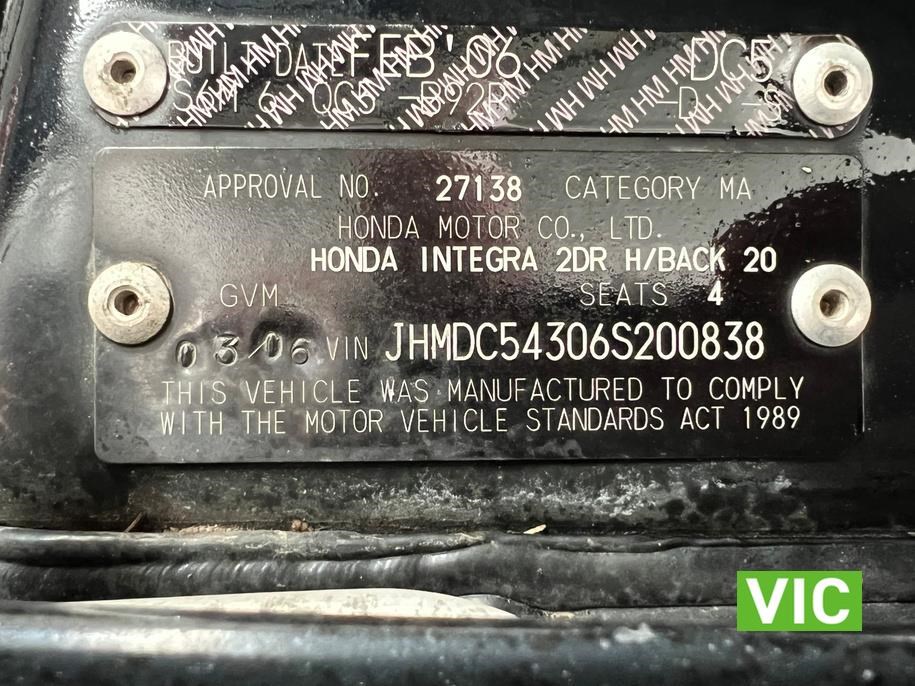 BUILT DATE FEB'06 DC5
QC5 -B92P -D
APPROVAL NO. 27138 CATEGORY MA
HONDA MOTOR CO., LTD.
HONDA INTEGRA 2DR H/BACK 20
GVM SEATS 4
03/06 VIN JHMDC54306S200838
THIS VEHICLE WAS MANUFACTURED TO COMPLY
WITH THE MOTOR VEHICLE STANDARDS ACT 1989
VIC